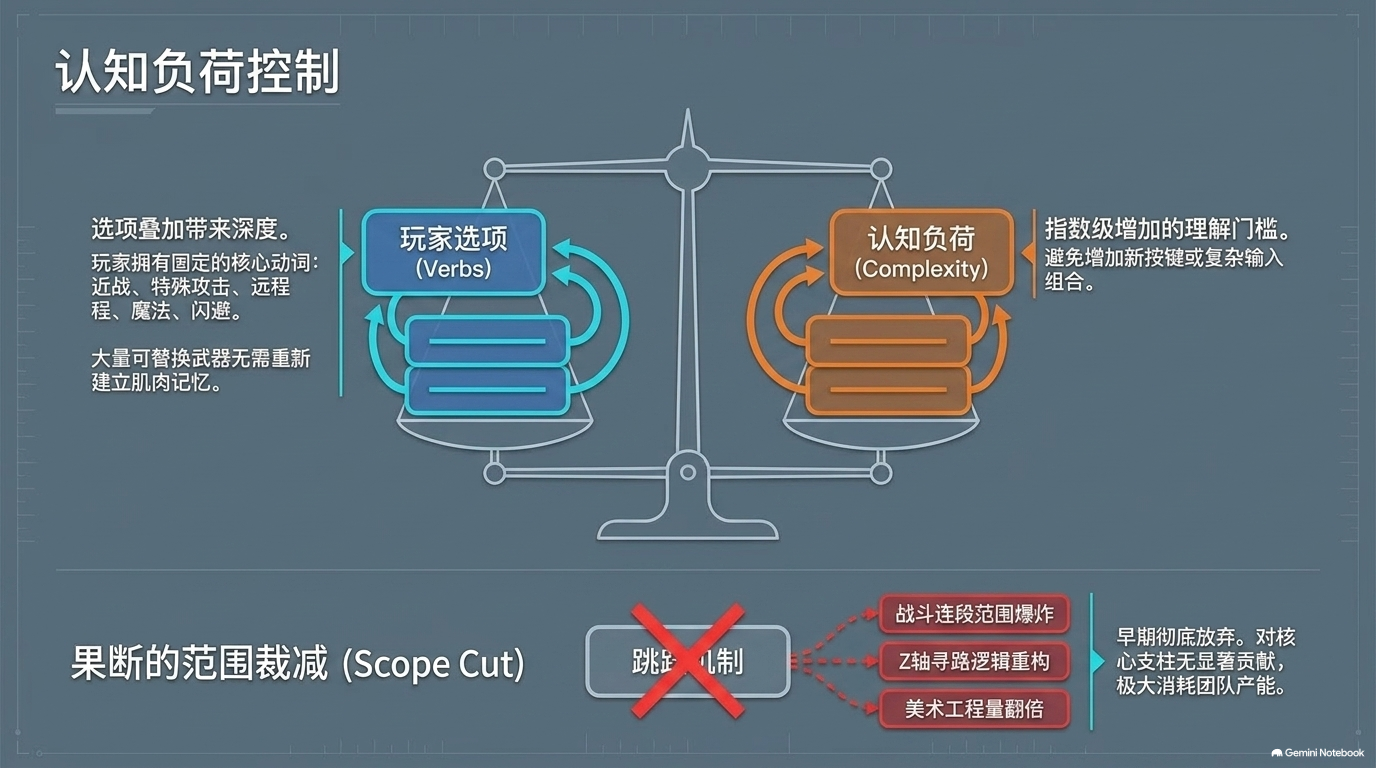 认知负荷控制
选项叠加带来深度。
玩家拥有固定的核心动词：
近战、特殊攻击、远程
程、魔法、闪避。
大量可替换武器无需重新
建立肌肉记忆。
玩家选项
(Verbs)
认知负荷
(Complexity)
指数级增加的理解门槛。
避免增加新按键或复杂输入
组合。
果断的范围裁减 (Scope Cut)
跳跃机制
战斗连段范围爆炸
Z轴寻路逻辑重构
美术工程量翻倍
早期彻底放弃。对核
心支柱无显著贡献，
极大消耗团队产能。
Gemini Notebook